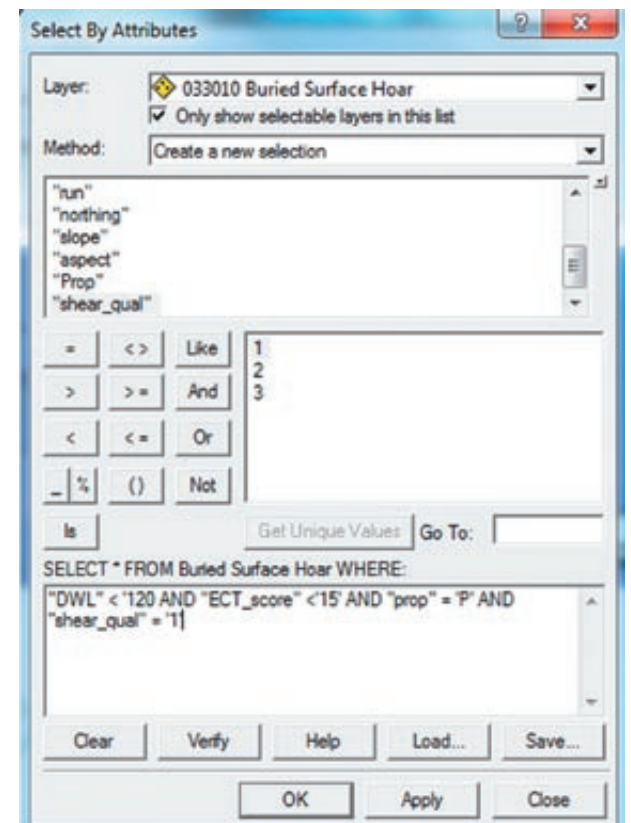 Select By Attributes
Layer: 033010 Buried Surface Hoar
Only show selectable layers in this list
Method: Create a new selection
"run"
"northing"
"slope"
"aspect"
"Prop"
"shear_qual"
= <> Like
> >= And
< <= Or
_ % () Not
Is
1
2
3
Get Unique Values Go To:
SELECT * FROM Buried Surface Hoar WHERE:
"DWL" < '120 AND "ECT_score" <'15' AND "prop" = 'P' AND
"shear_qual" = '1'
Clear Verify Help Load... Save...
OK Apply Close